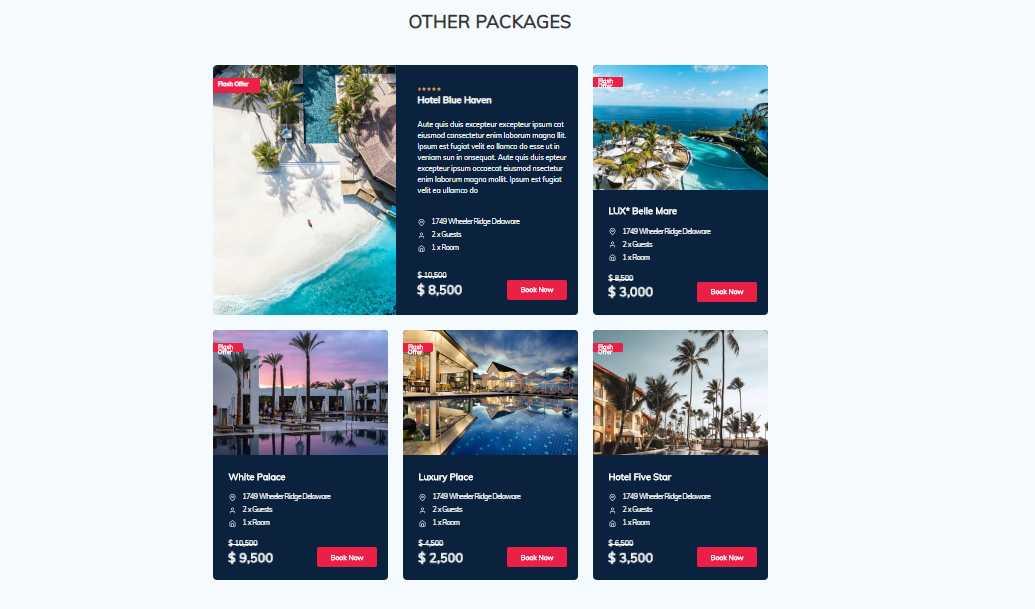 OTHER PACKAGES
Flash Offer
Hotel Blue Haven
Aute quis duis excepteur excepteur ipsum cat
eiusmod consectetur enim laborum magna llit.
Ipsum est fugiat velit ea llamco do esse ut in
veniam sun in onsequat. Aute quis duis epteur
excepteur ipsum occaecat eiusmod nsectetur
enim laborum magna mollit. Ipsum est fugiat
velit ea ullamco do
1749 Wheeler Ridge Delaware
2 x Guests
1 x Room
$ 10,500
$ 8,500
Book Now
Flash
Offer
LUX* Belle Mare
1749 Wheeler Ridge Delaware
2 x Guests
1 x Room
$ 8,500
$ 3,000
Book Now
Flash
Offer
White Palace
1749 Wheeler Ridge Delaware
2 x Guests
1 x Room
$ 10,500
$ 9,500
Book Now
Flash
Offer
Luxury Place
1749 Wheeler Ridge Delaware
2 x Guests
1 x Room
$ 4,500
$ 2,500
Book Now
Flash
Offer
Hotel Five Star
1749 Wheeler Ridge Delaware
2 x Guests
1 x Room
$ 6,500
$ 3,500
Book Now